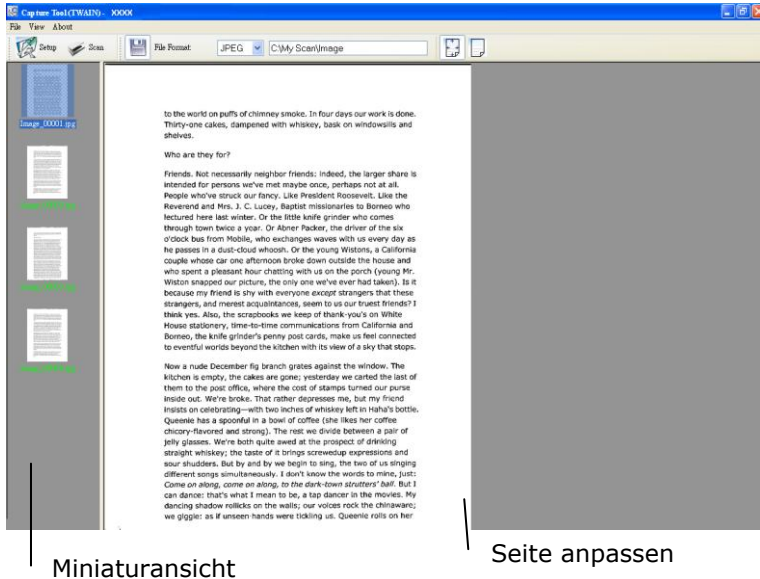 Capture Tool(TWAIN) - XXXX
File View About
Setup Scan File Format JPEG C:\My Scan\Image
Image_00001.jpg
to the world on puffs of chimney smoke. In four days our work is done.
Thirty-one cakes, dampened with whiskey, bask on windowsills and
shelves.
Who are they for?
Friends. Not necessarily neighbor friends: indeed, the larger share is
intended for persons we've met maybe once, perhaps not at all.
People who've struck our fancy. Like President Roosevelt. Like the
Reverend and Mrs. J. C. Lucey, Baptist missionaries to Borneo who
lectured here last winter. Or the little knife grinder who comes
through town twice a year. Or Abner Packer, the driver of the six
o'clock bus from Mobile, who exchanges waves with us every day as
he passes in a dust-cloud whoosh. Or the young Wistons, a California
couple whose car one afternoon broke down outside the house and
who spent a pleasant hour chatting with us on the porch (young Mr.
Wiston snapped our picture, the only one we've ever had taken). Is it
because my friend is shy with everyone except strangers that these
strangers, and merest acquaintances, seem to us our truest friends? I
think yes. Also, the scrapbooks we keep of thank-you's on White
House stationery, time-to-time communications from California and
Borneo, the knife grinder's penny post cards, make us feel connected
to eventful worlds beyond the kitchen with its view of a sky that stops.
Now a nude December fig branch grates against the window. The
kitchen is empty, the cakes are gone; yesterday we carted the last of
them to the post office, where the cost of stamps turned our purse
inside out. We're broke. That rather depresses me, but my friend
insists on celebrating—with two inches of whiskey left in Haha's bottle.
Queenie has a spoonful in a bowl of coffee (she likes her coffee
chicory-flavored and strong). The rest we divide between a pair of
jelly glasses. We're both quite awed at the prospect of drinking
straight whiskey; the taste of it brings screwedup expressions and
sour shudders. But by and by we begin to sing, the two of us singing
different songs simultaneously. I don't know the words to mine, just:
Come on along, come on along, to the dark-town strutters' ball. But I
can dance: that's what I mean to be, a tap dancer in the movies. My
dancing shadow rollicks on the walls; our voices rock the chinaware;
we giggle: as if unseen hands were tickling us. Queenie rolls on her
Miniaturansicht
Seite anpassen